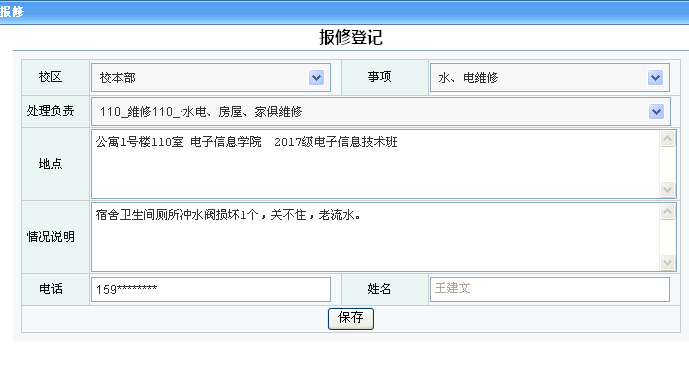 报修
报修登记
校区 校本部 事项 水、电维修
处理负责 110_维修110_·水电、房屋、家俱维修
地点 公寓1号楼110室 电子信息学院 2017级电子信息技术班
情况说明 宿舍卫生间厕所冲水阀损坏1个，关不住，老流水。
电话 159******** 姓名 王建文
保存